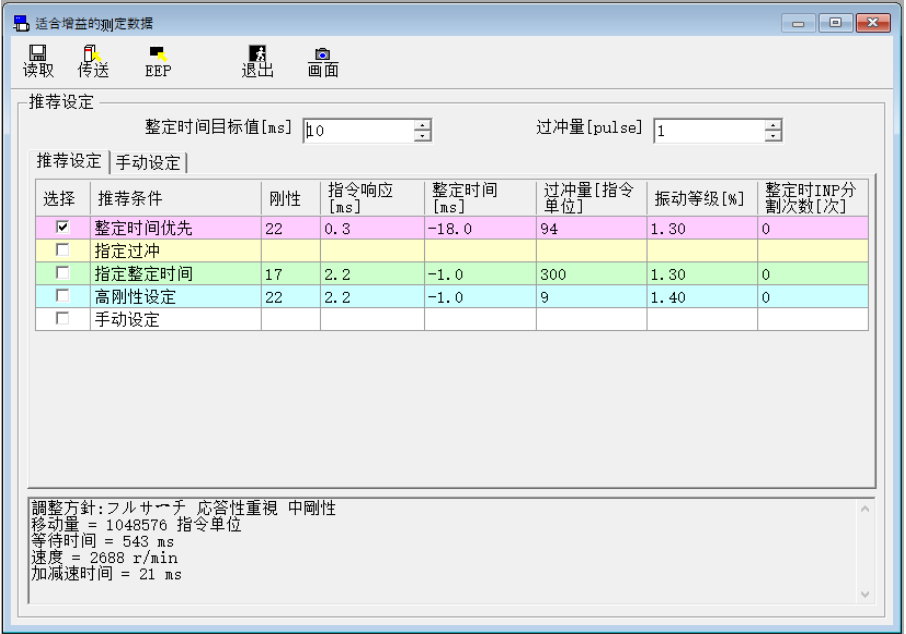 适合增益的测定数据
读取 传送 EEP 退出 画面
推荐设定
整定时间目标值[ms] 10 过冲量[pulse] 1
推荐设定 手动设定
选择 推荐条件 刚性 指令响应[ms] 整定时间[ms] 过冲量[指令单位] 振动等级[%] 整定时INP分割次数[次]
整定时间优先 22 0.3 -18.0 94 1.30 0
指定过冲
指定整定时间 17 2.2 -1.0 300 1.30 0
高刚性设定 22 2.2 -1.0 9 1.40 0
手动设定
調整方針:フルサーチ 応答性重視 中剛性
移动量 = 1048576 指令单位
等待时间 = 543 ms
速度 = 2688 r/min
加减速时间 = 21 ms